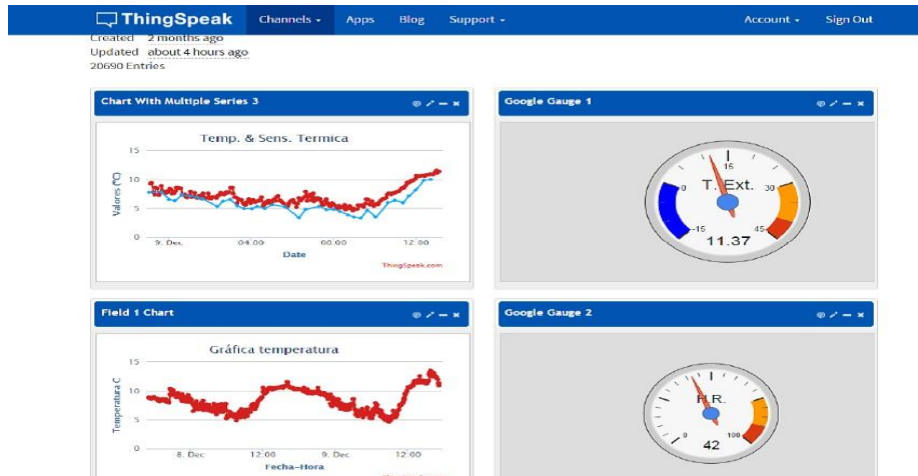 ThingSpeak Channels Apps Blog Support Account Sign Out
Created 2 months ago
Updated about 4 hours ago
20690 Entries
Chart With Multiple Series 3
Temp. & Sens. Termica
Valores (ºC)
15
10
5
0
9. Dec 04:00 12:00
Date
ThingSpeak.com
Google Gauge 1
15
0 T. Ext. 30
-15 45
11.37
Field 1 Chart
Gráfica temperatura
Temperatura C
15
10
5
0
8. Dec 12:00 9. Dec 12:00
Fecha-Hora
Google Gauge 2
H.R.
0 100
42